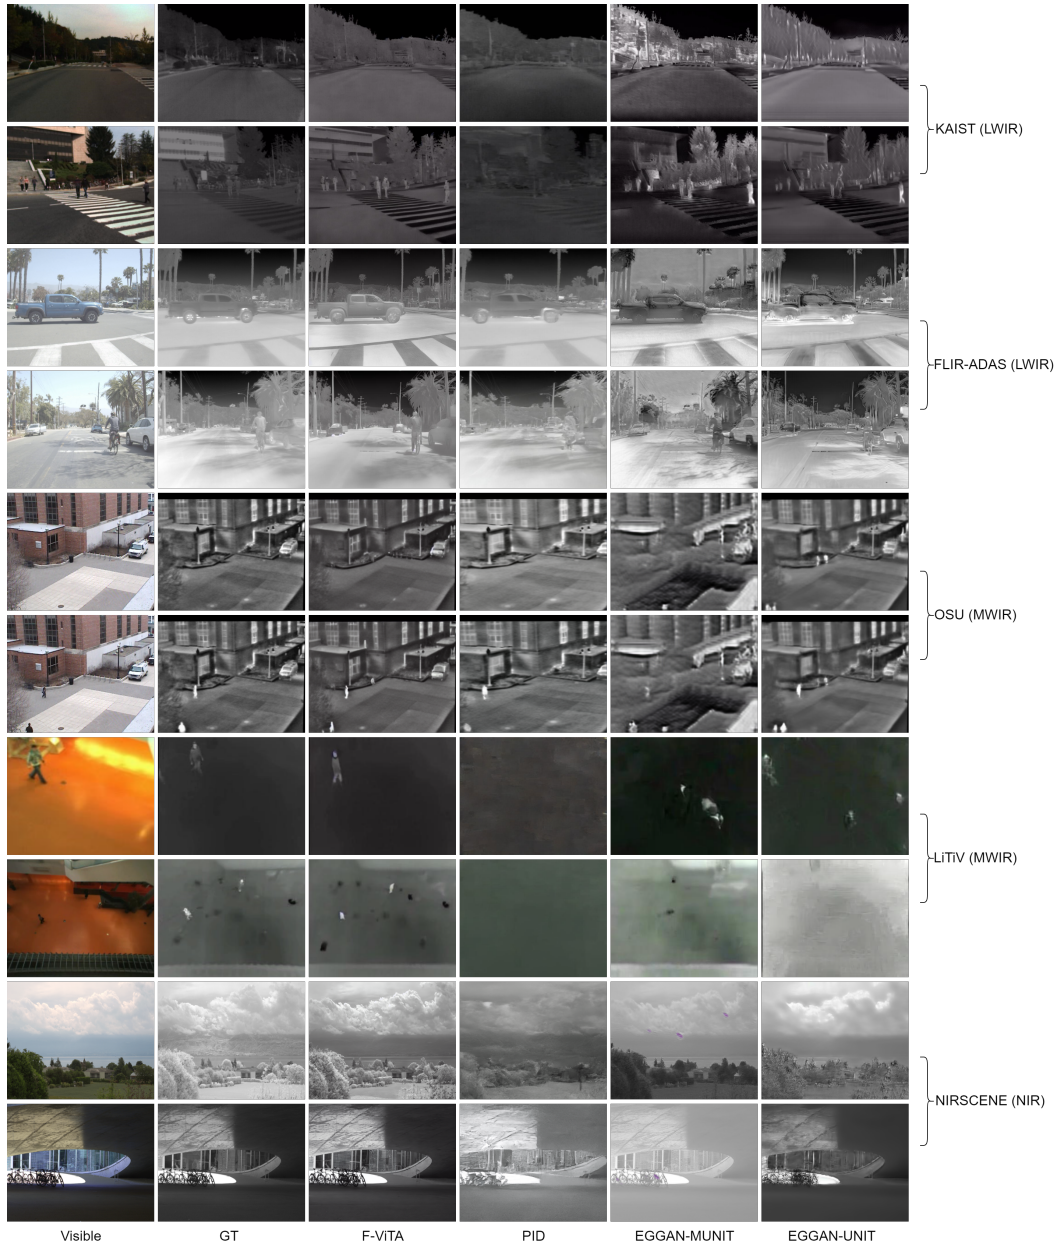 KAIST (LWIR)
FLIR-ADAS (LWIR)
OSU (MWIR)
LiTiV (MWIR)
NIRSCENE (NIR)
Visible GT F-ViTA PID EGGAN-MUNIT EGGAN-UNIT